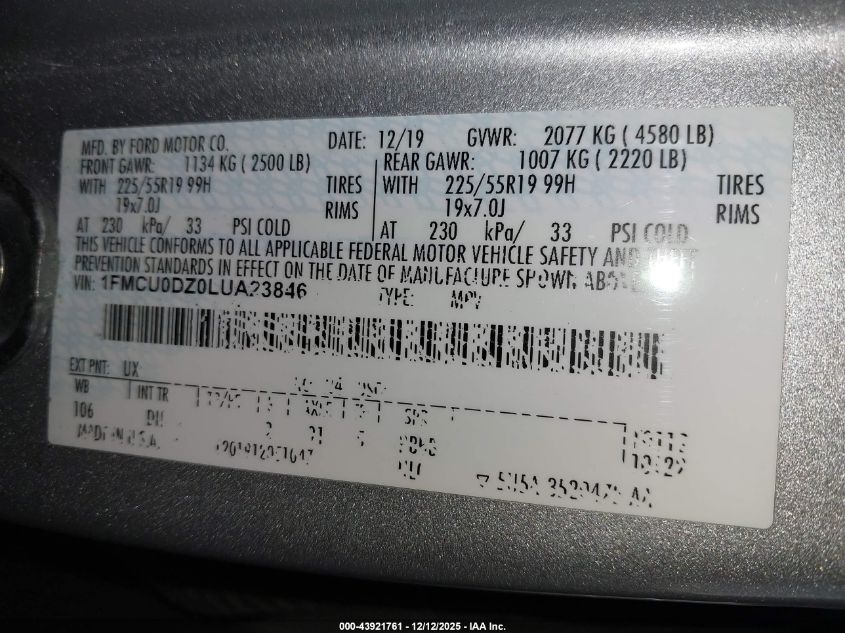 MFD. BY FORD MOTOR CO. DATE: 12/19 GVWR: 2077 KG ( 4580 LB)
FRONT GAWR: 1134 KG ( 2500 LB) REAR GAWR: 1007 KG ( 2220 LB)
WITH 225/55R19 99H TIRES WITH 225/55R19 99H TIRES
19x7.0J RIMS 19x7.0J RIMS
AT 230 kPa/ 33 PSI COLD AT 230 kPa/ 33 PSI COLD
THIS VEHICLE CONFORMS TO ALL APPLICABLE FEDERAL MOTOR VEHICLE SAFETY AND THEFT
PREVENTION STANDARDS IN EFFECT ON THE DATE OF MANUFACTURE SHOWN ABOVE
VIN: 1FMCU0DZ0LUA23846 TYPE: MPV
EXT PNT: UX
WB INT TR
106
MADE IN U.S.A.
000-43921761 - 12/12/2025 - IAA Inc.